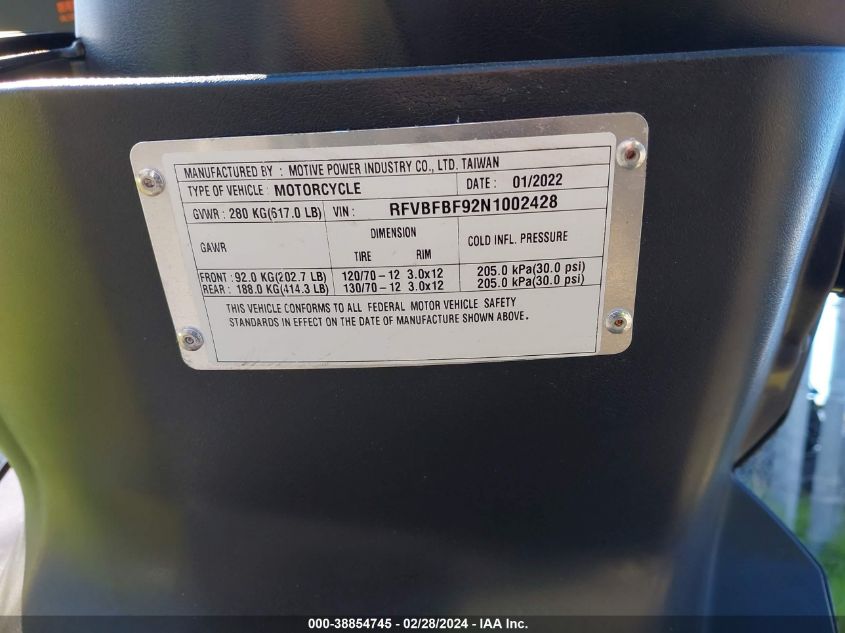 MANUFACTURED BY : MOTIVE POWER INDUSTRY CO., LTD. TAIWAN
TYPE OF VEHICLE : MOTORCYCLE DATE : 01/2022
GVWR : 280 KG(617.0 LB) VIN : RFVBFBF92N1002428
GAWR DIMENSION COLD INFL. PRESSURE
TIRE RIM
FRONT : 92.0 KG(202.7 LB) 120/70-12 3.0x12 205.0 kPa(30.0 psi)
REAR : 188.0 KG(414.3 LB) 130/70-12 3.0x12 205.0 kPa(30.0 psi)
THIS VEHICLE CONFORMS TO ALL FEDERAL MOTOR VEHICLE SAFETY
STANDARDS IN EFFECT ON THE DATE OF MANUFACTURE SHOWN ABOVE.
000-38854745 - 02/28/2024 - IAA Inc.